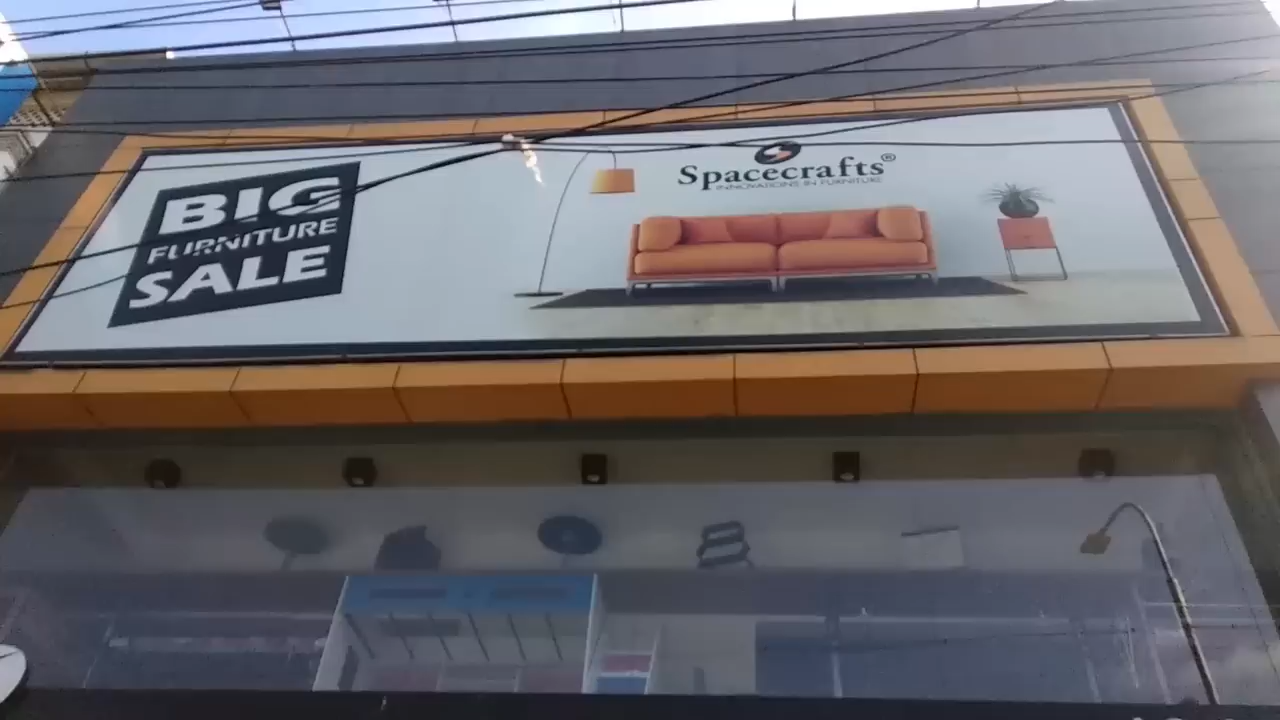 BIG
FURNITURE
SALE
Spacecrafts®
INNOVATIONS IN FURNITURE